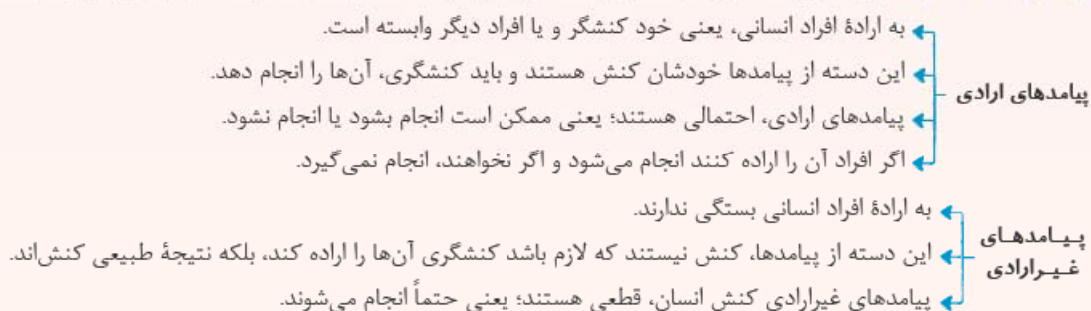 پیامدهای ارادی
به ارادهٔ افراد انسانی، یعنی خود کنشگر و یا افراد دیگر وابسته است.
این دسته از پیامدها خودشان کنش هستند و باید کنشگری، آن‌ها را انجام دهد.
پیامدهای ارادی، احتمالی هستند؛ یعنی ممکن است انجام بشود یا انجام نشود.
اگر افراد آن را اراده کنند انجام می‌شود و اگر نخواهند، انجام نمی‌گیرد.
پیـامدهـای
غیـرارادی
به ارادهٔ افراد انسانی بستگی ندارند.
این دسته از پیامدها، کنش نیستند که لازم باشد کنشگری آن‌ها را اراده کند، بلکه نتیجهٔ طبیعی کنش‌اند.
پیامدهای غیرارادی کنش انسان، قطعی هستند؛ یعنی حتماً انجام می‌شوند.